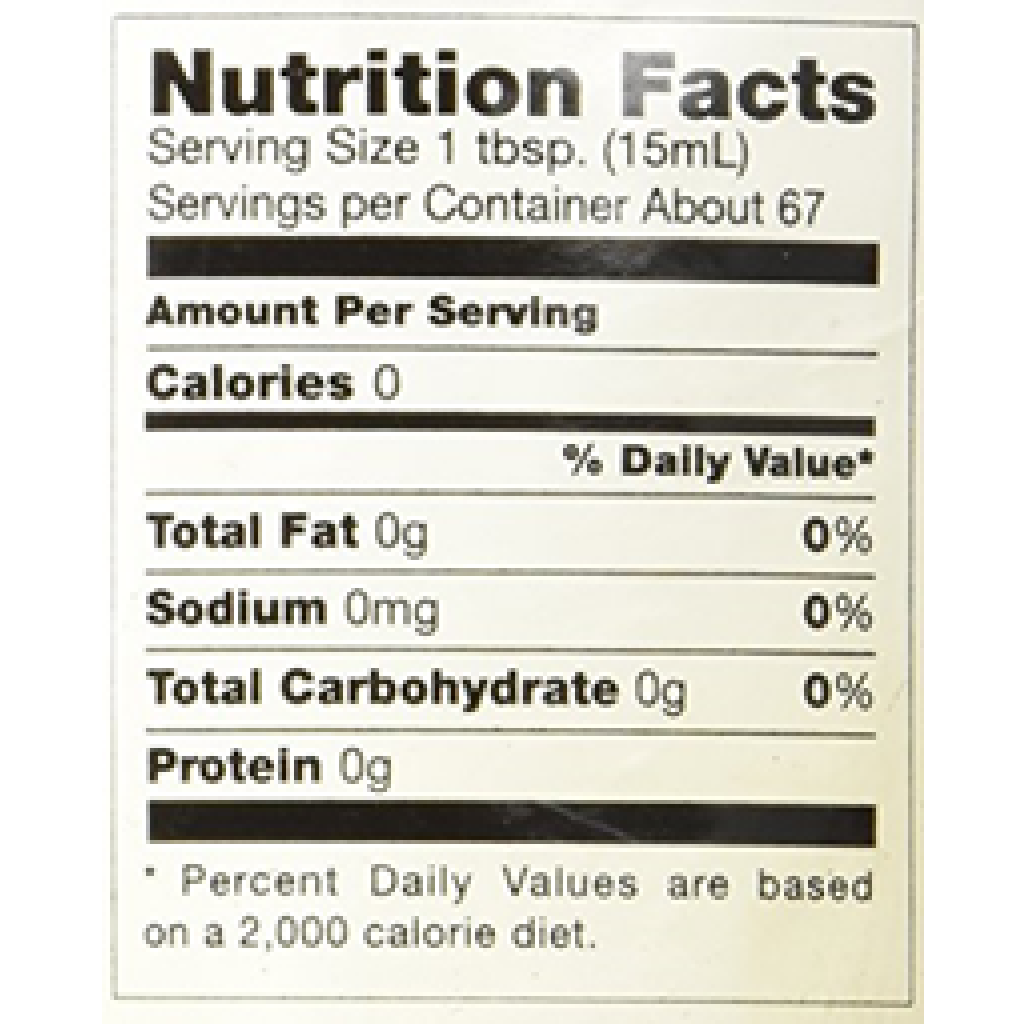 Nutrition Facts
Serving Size 1 tbsp. (15mL)
Servings per Container About 67
Amount Per Serving
Calories 0
% Daily Value*
Total Fat 0g 0%
Sodium 0mg 0%
Total Carbohydrate 0g 0%
Protein 0g
* Percent Daily Values are based
on a 2,000 calorie diet.